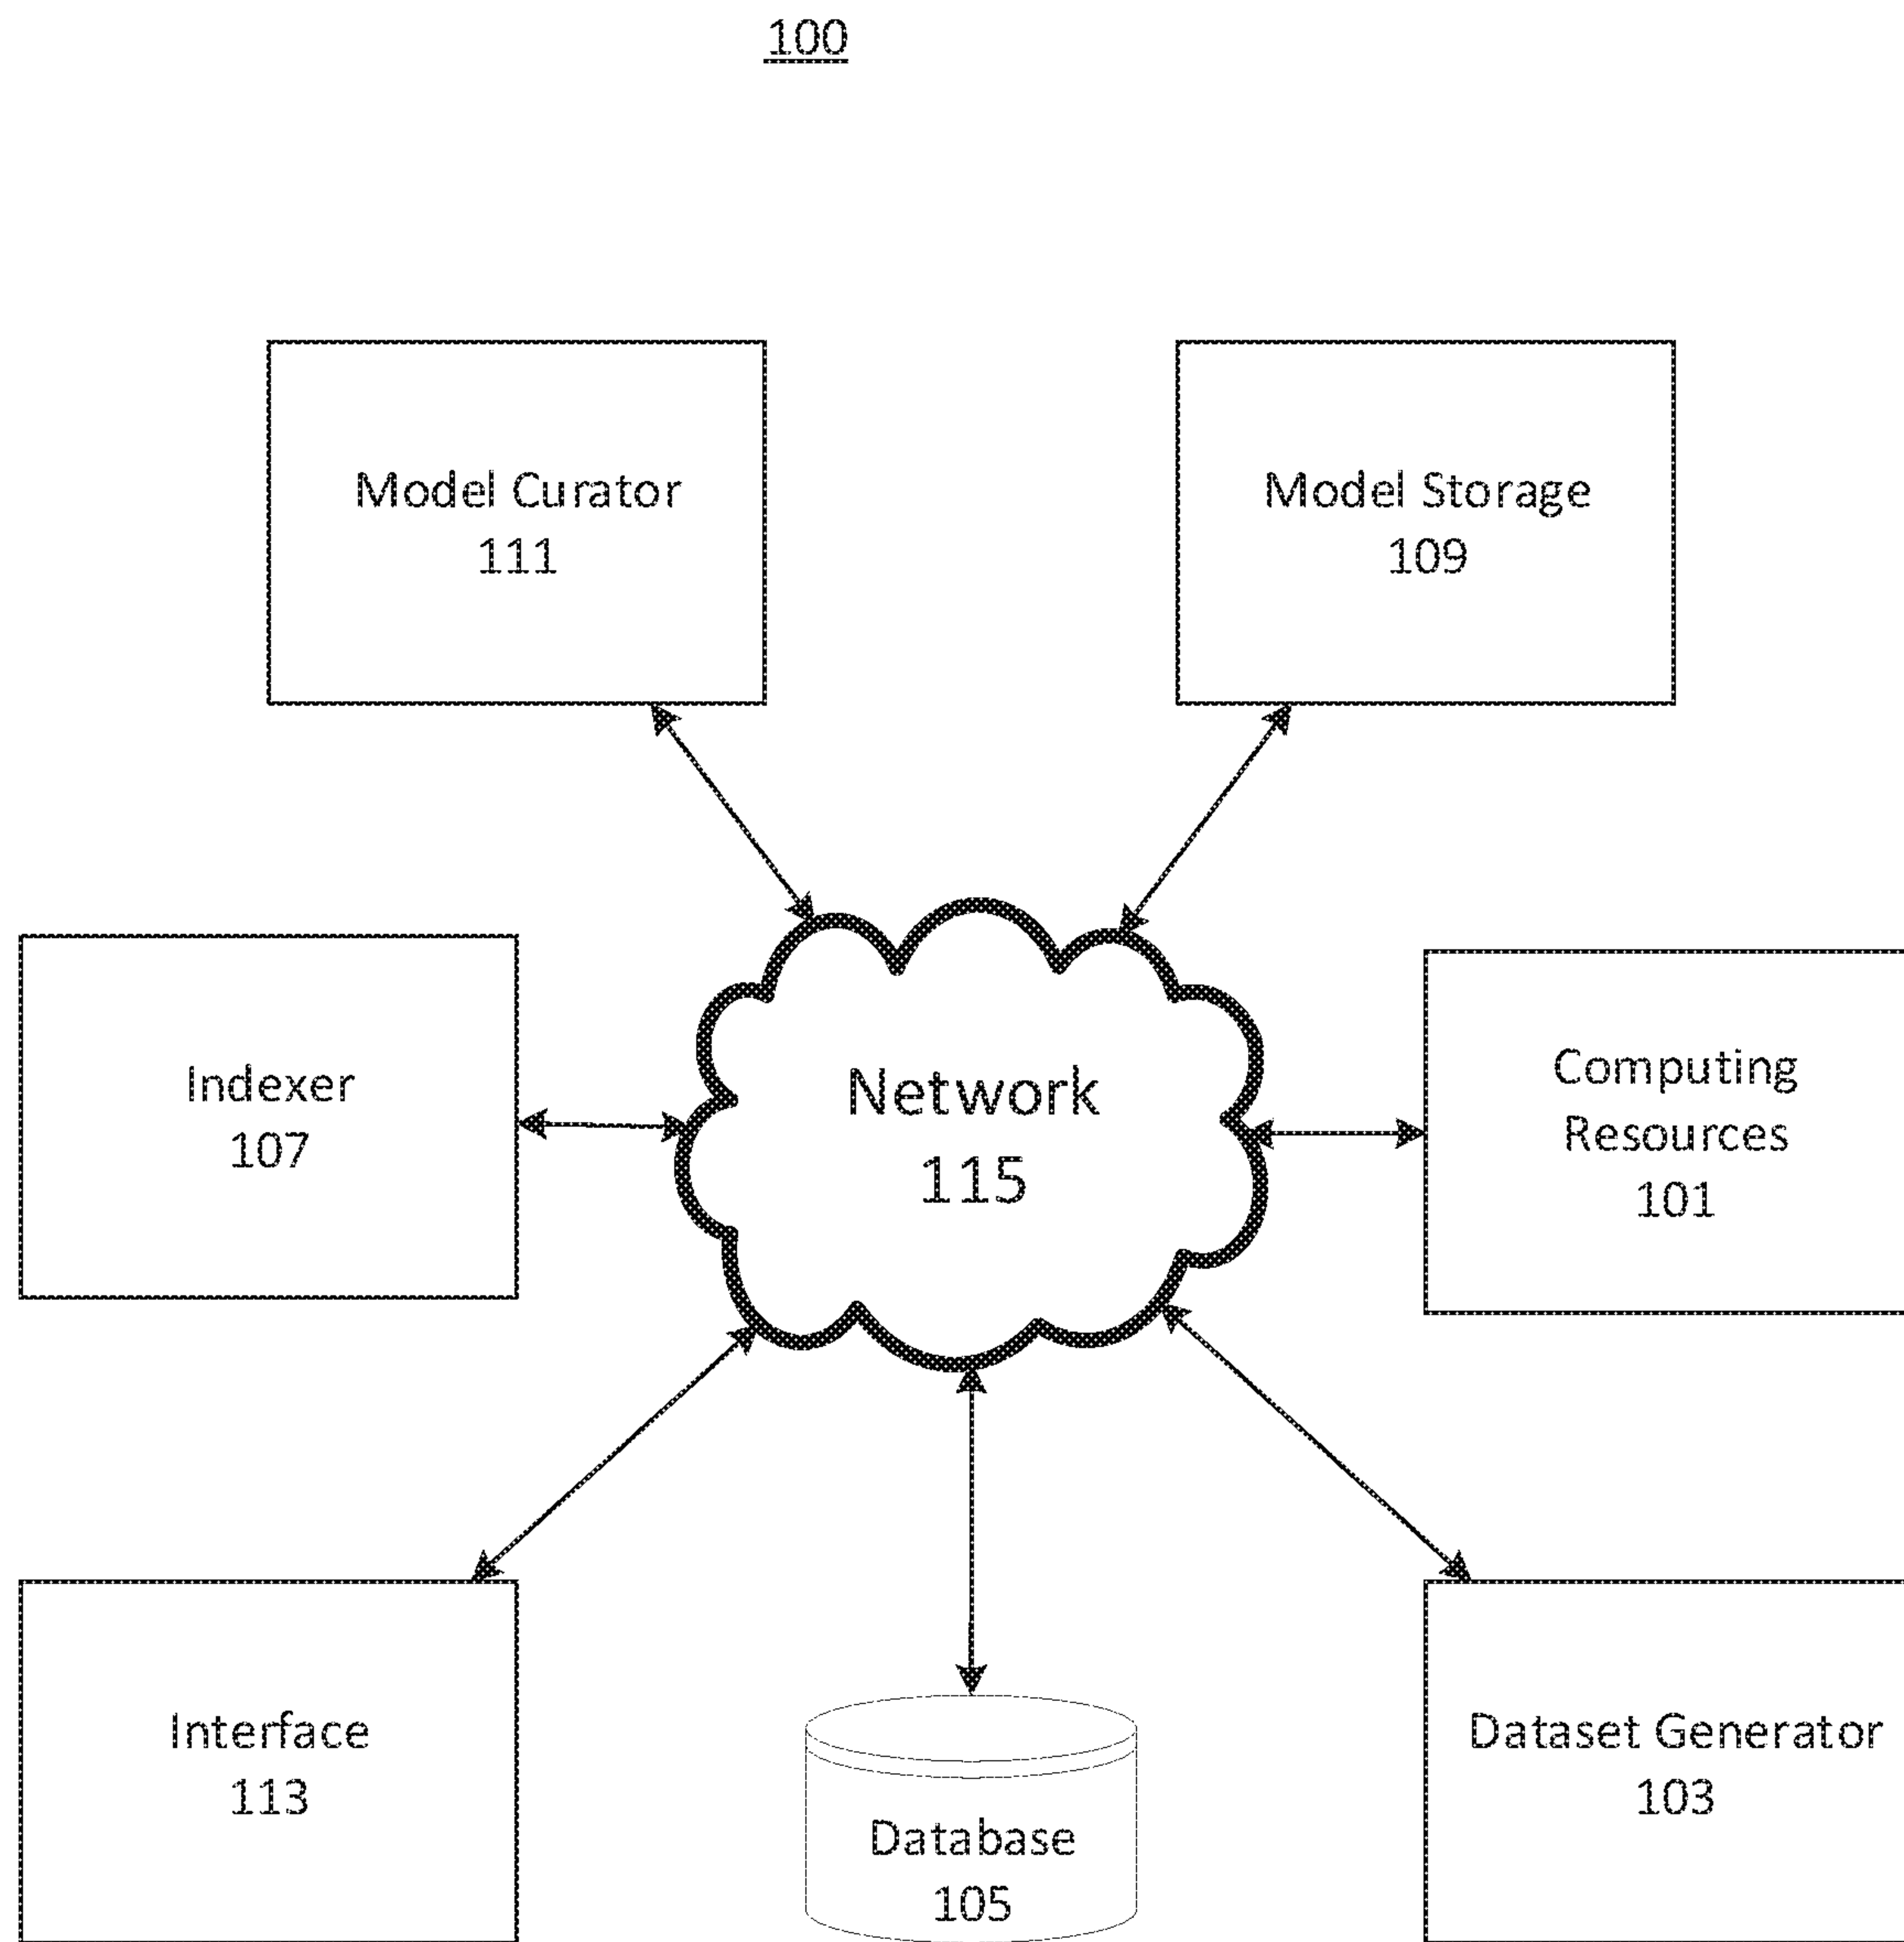 100
Model Curator
111
Model Storage
109
Indexer
107
Network
115
Computing
Resources
101
Interface
113
Database
105
Dataset Generator
103